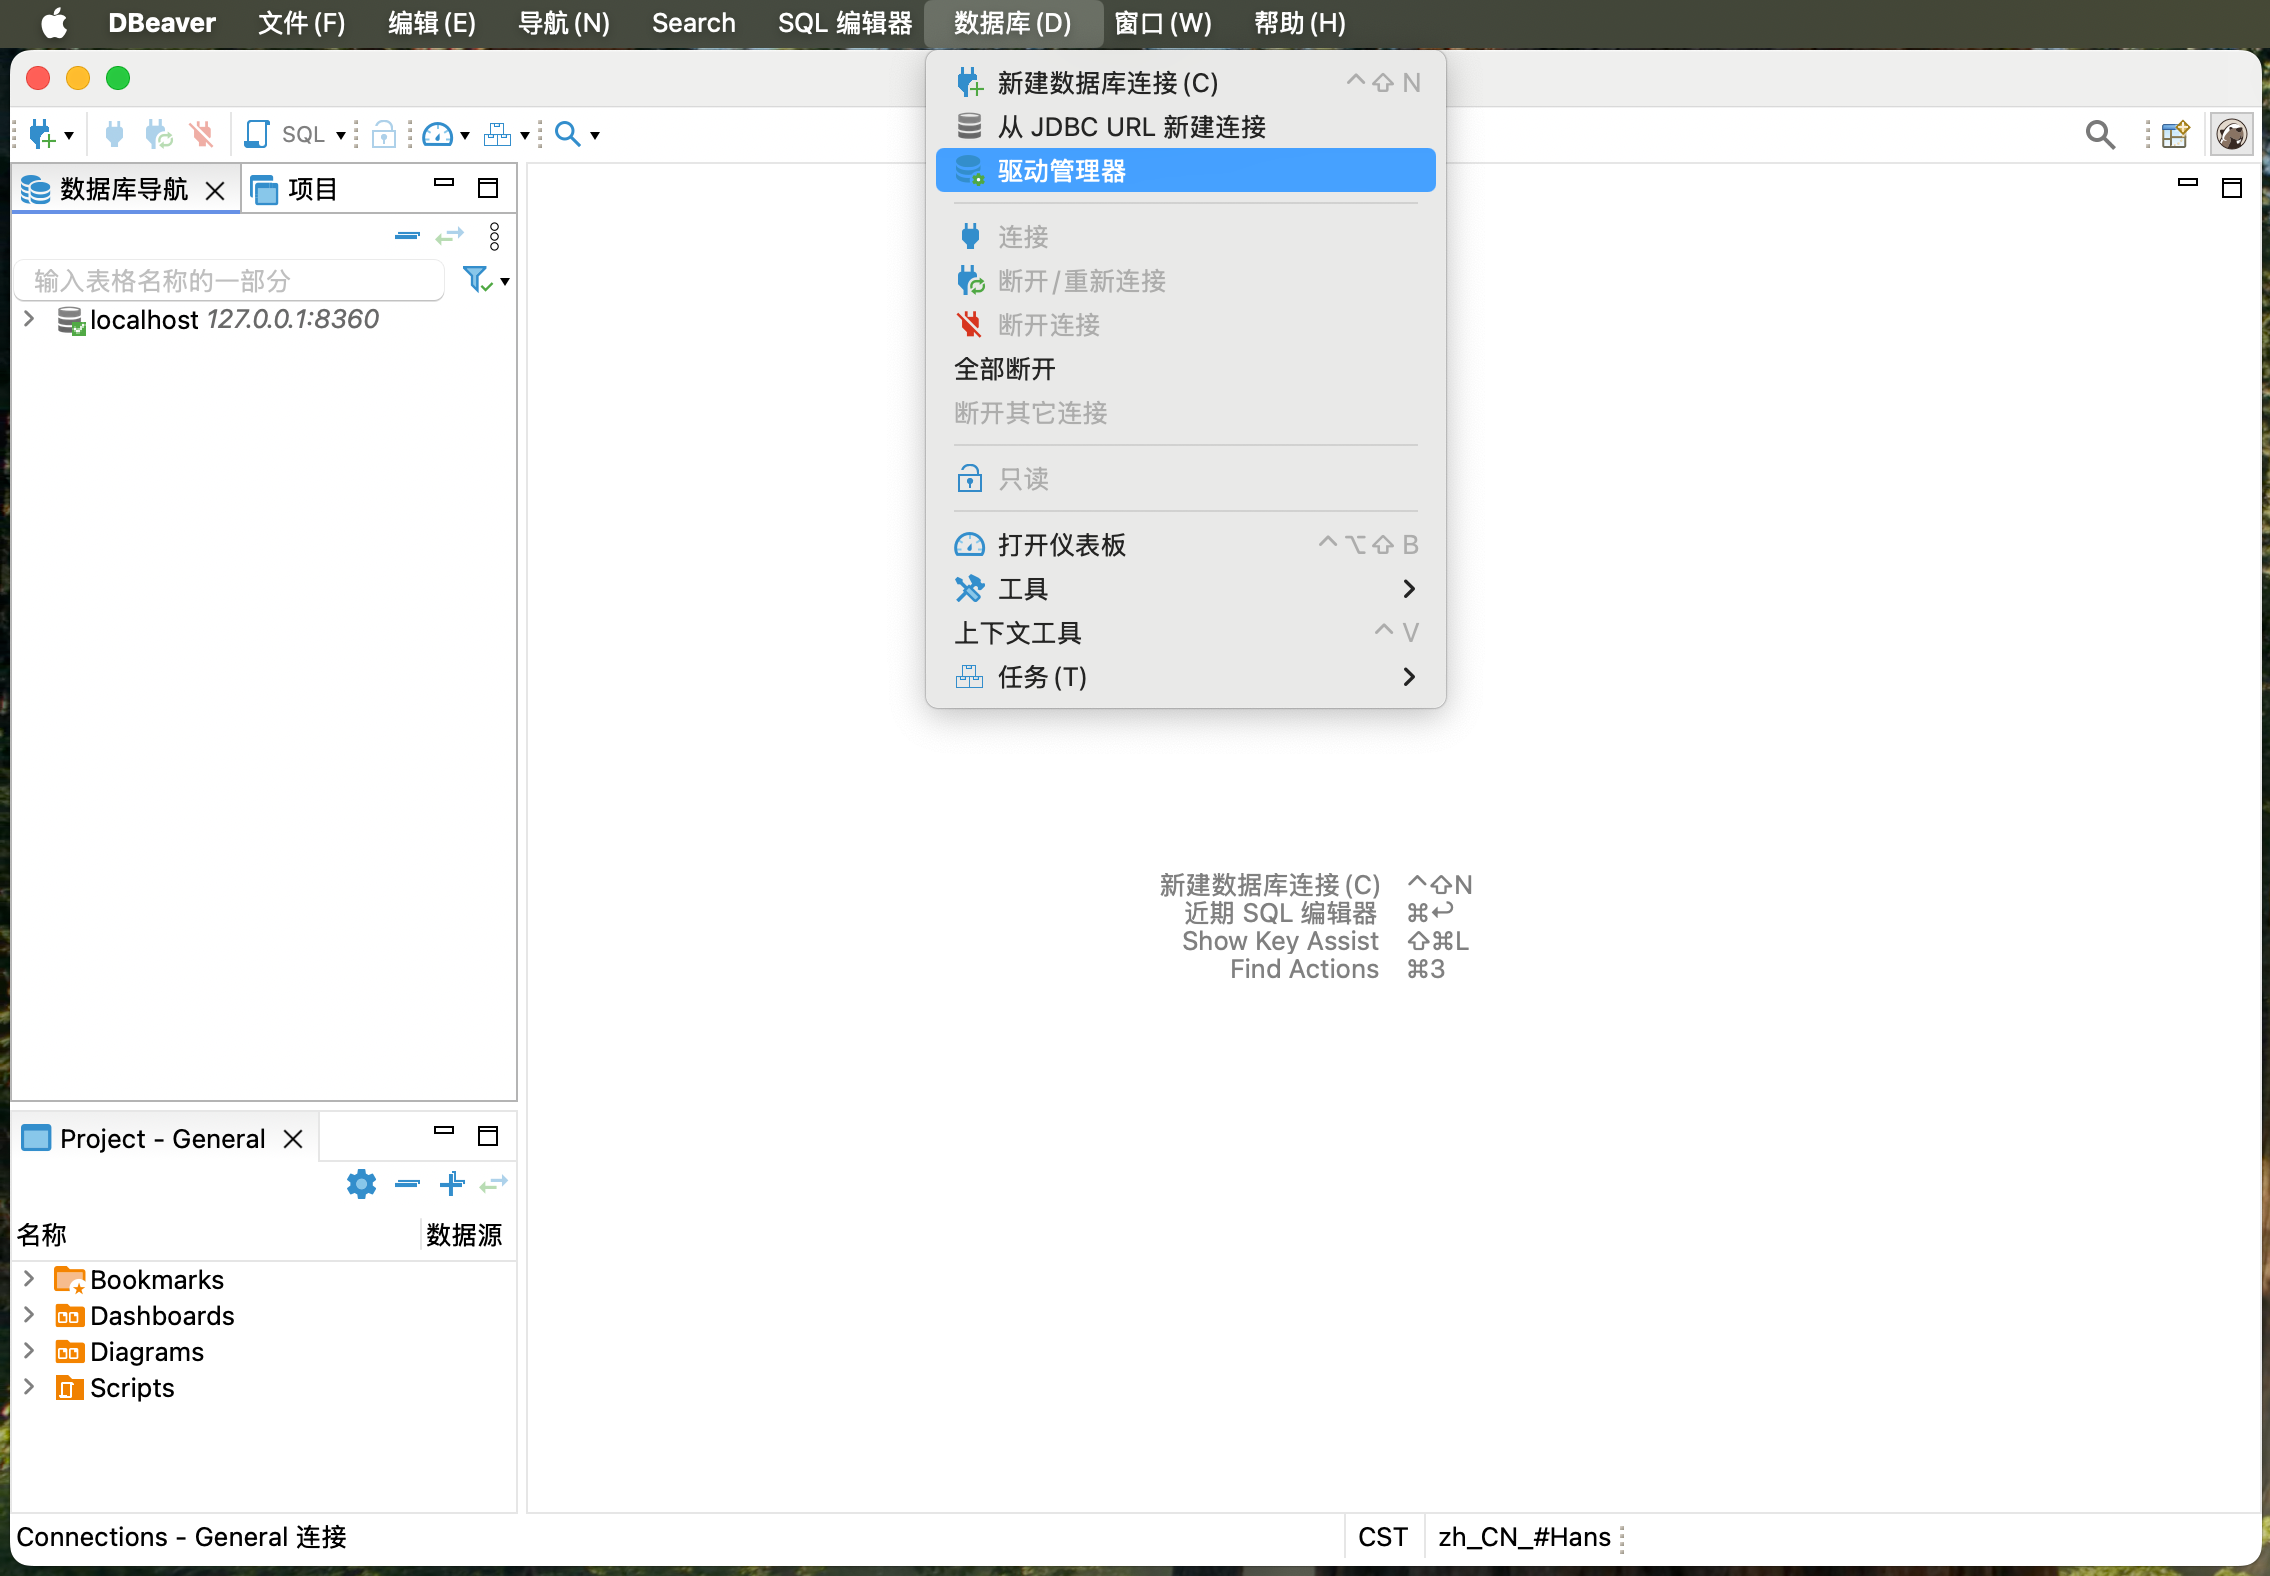 DBeaver 文件(F) 编辑(E) 导航(N) Search SQL 编辑器 数据库(D) 窗口(W) 帮助(H)
新建数据库连接(C) ^⇧N
从 JDBC URL 新建连接
驱动管理器
连接
断开/重新连接
断开连接
全部断开
断开其它连接
只读
打开仪表板 ^⌥⇧B
工具
上下文工具 ^V
任务(T)
SQL
数据库导航 项目
输入表格名称的一部分
localhost 127.0.0.1:8360
新建数据库连接(C) ^⇧N
近期 SQL 编辑器 ⌘↩
Show Key Assist ⇧⌘L
Find Actions ⌘3
Project - General
名称 数据源
Bookmarks
Dashboards
Diagrams
Scripts
Connections - General 连接 CST zh_CN_#Hans